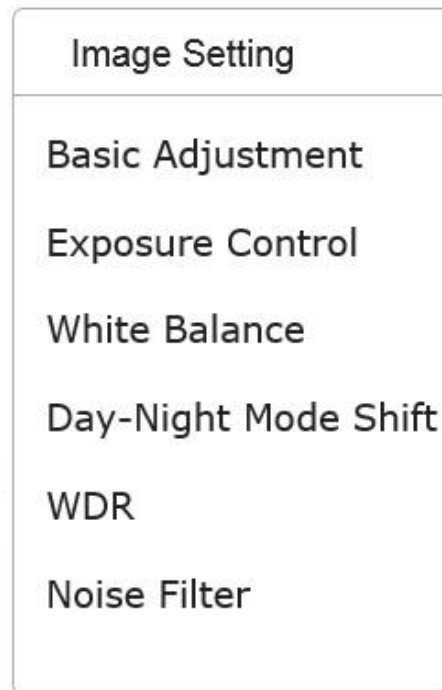 Image Setting
Basic Adjustment
Exposure Control
White Balance
Day-Night Mode Shift
WDR
Noise Filter